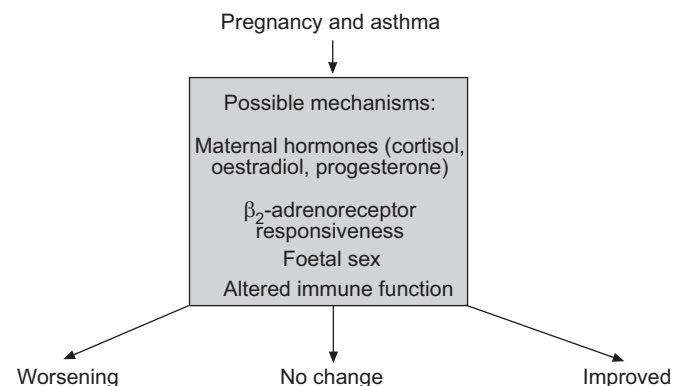 Pregnancy and asthma
Possible mechanisms:
Maternal hormones (cortisol,
oestradiol, progesterone)
β₂-adrenoreceptor
responsiveness
Foetal sex
Altered immune function
Worsening
No change
Improved